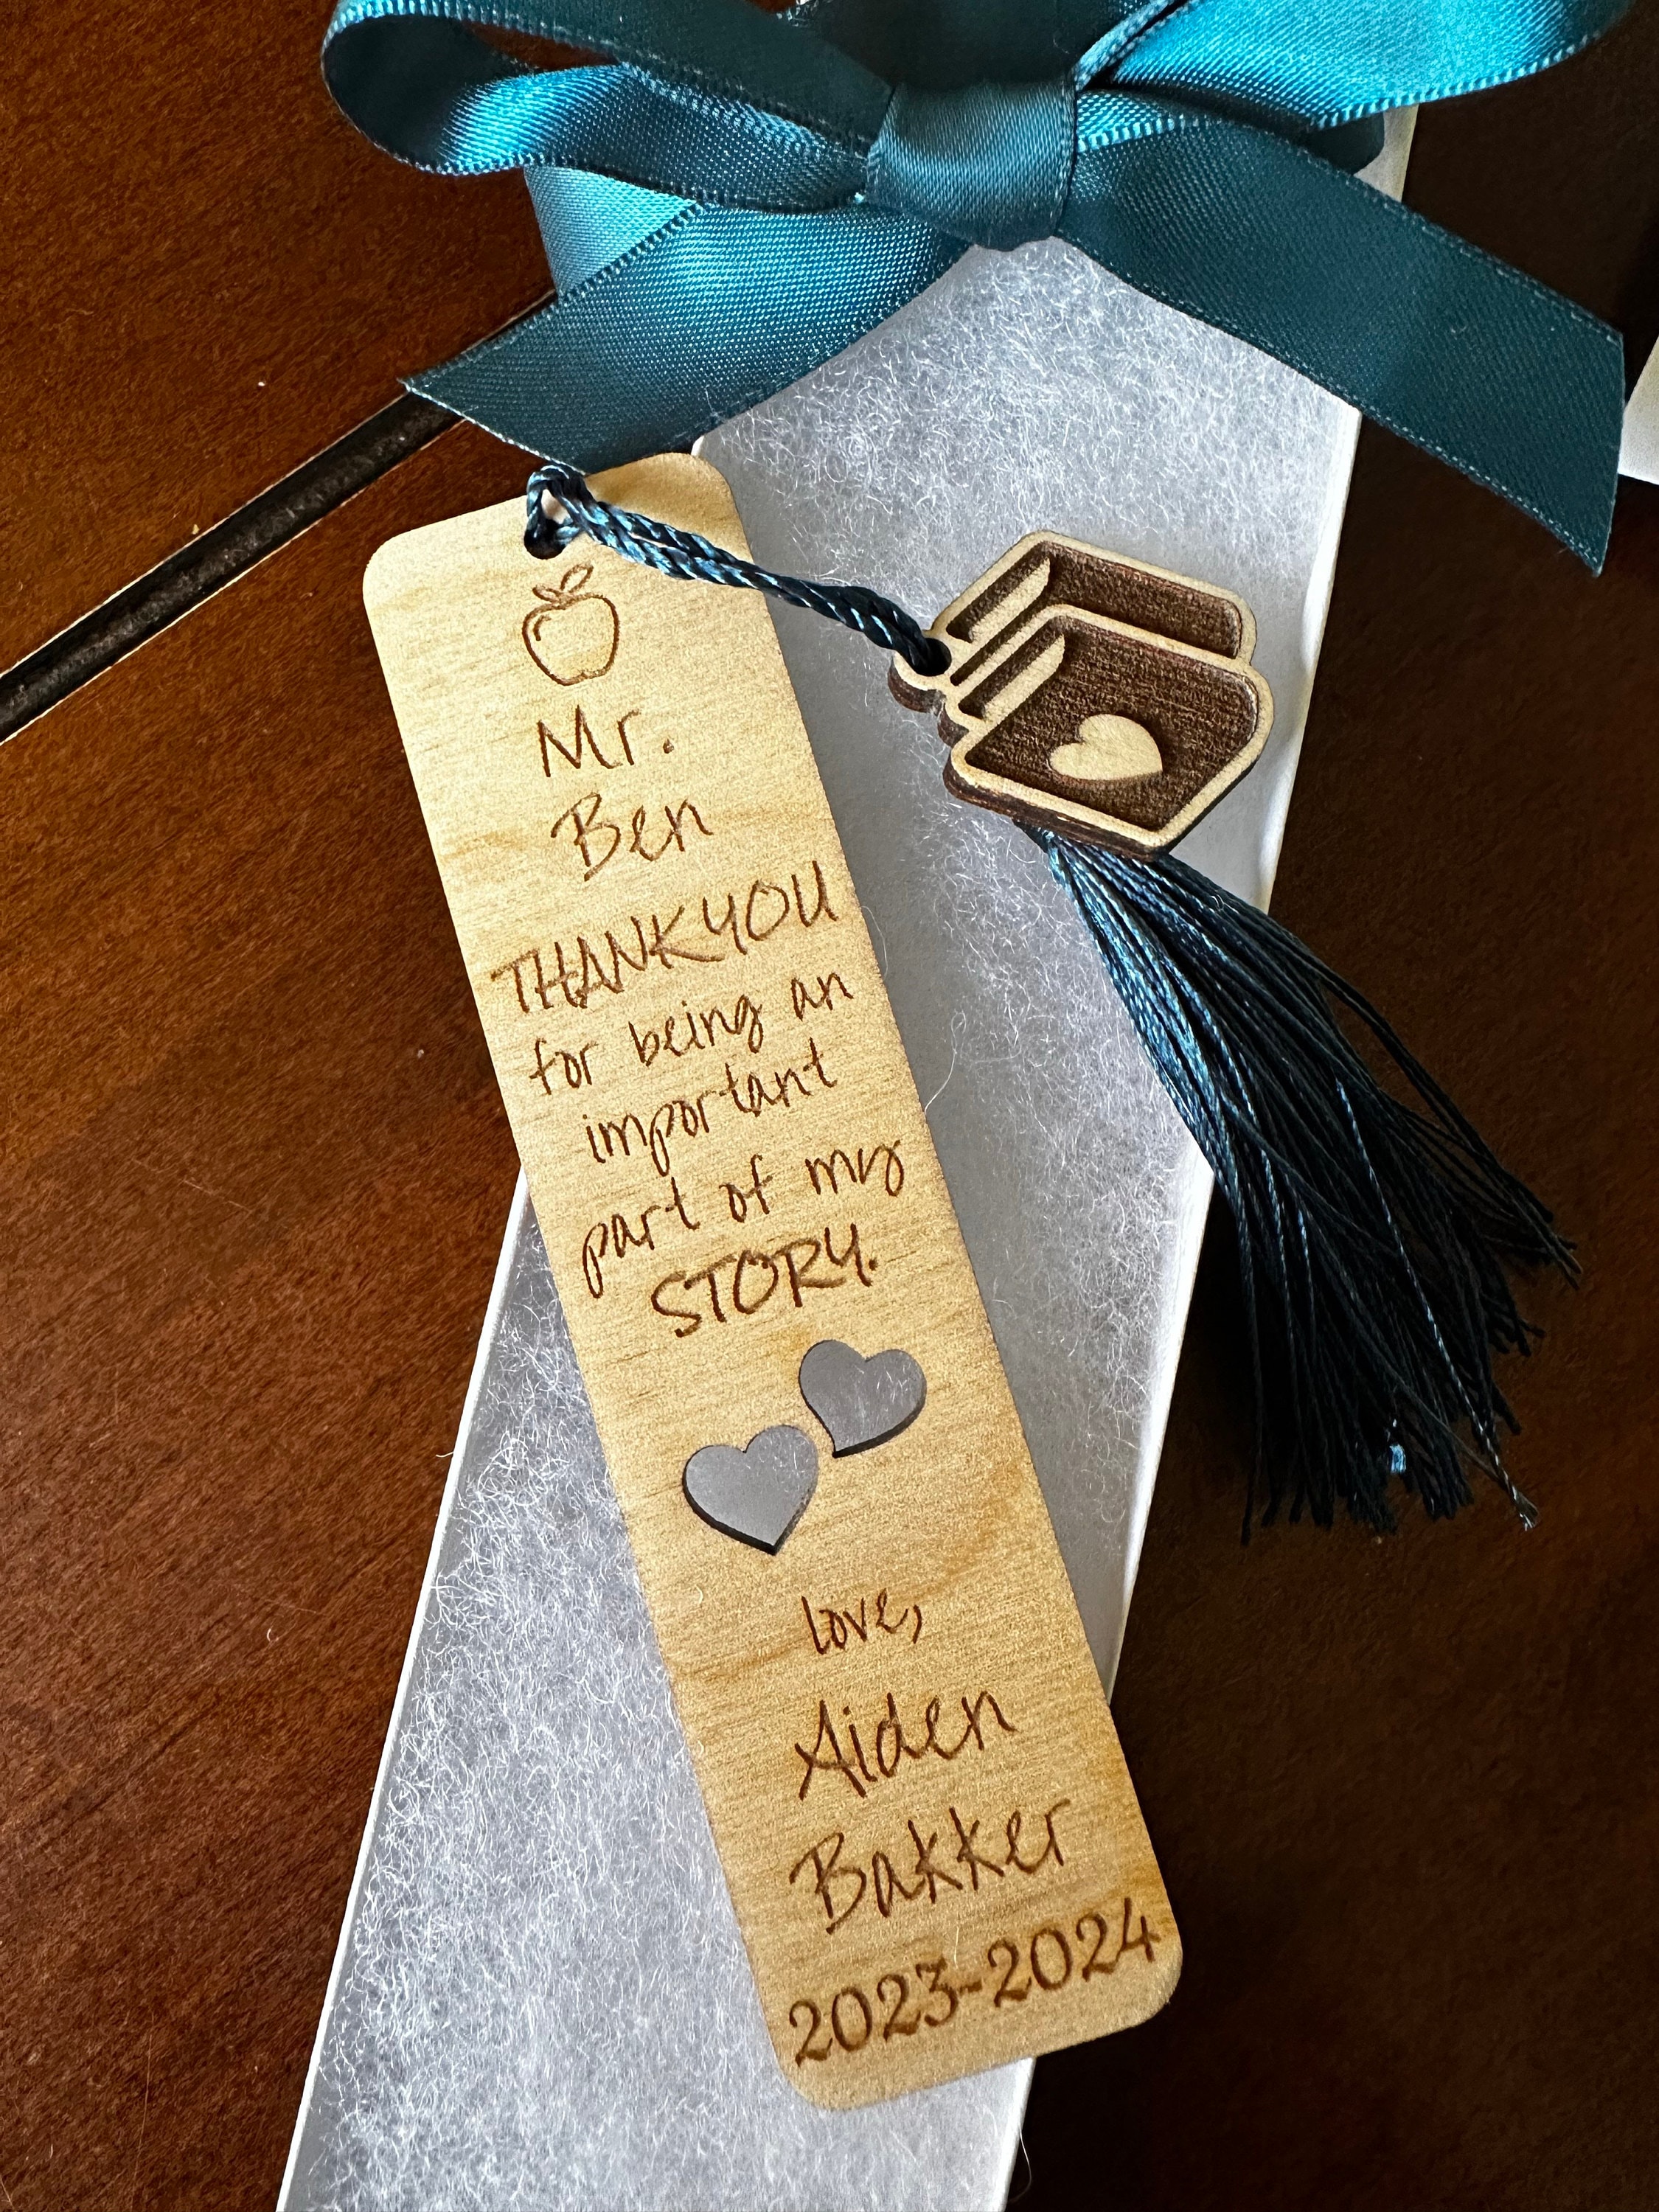 Mr.
Ben
THANK YOU
for being an
important
part of my
STORY.
love,
Aiden
Bakker
2023-2024